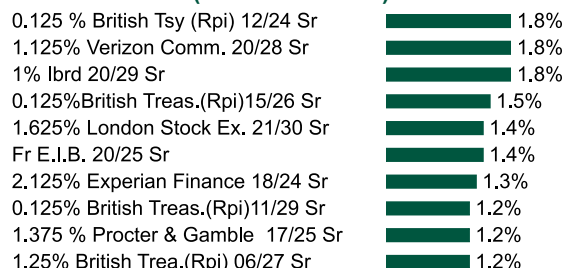 0.125 % British Tsy (Rpi) 12/24 Sr 1.8%
1.125% Verizon Comm. 20/28 Sr 1.8%
1% Ibrd 20/29 Sr 1.8%
0.125%British Treas.(Rpi)15/26 Sr 1.5%
1.625% London Stock Ex. 21/30 Sr 1.4%
Fr E.I.B. 20/25 Sr 1.4%
2.125% Experian Finance 18/24 Sr 1.3%
0.125% British Treas.(Rpi)11/29 Sr 1.2%
1.375 % Procter & Gamble 17/25 Sr 1.2%
1.25% British Trea.(Rpi) 06/27 Sr 1.2%